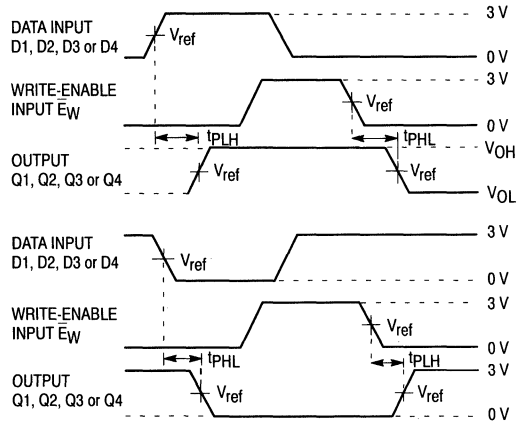 3 V
DATA INPUT
D1, D2, D3 or D4
Vref
0 V
3 V
WRITE-ENABLE
INPUT E̅W
Vref
0 V
tPLH
tPHL
VOH
OUTPUT
Q1, Q2, Q3 or Q4
Vref
Vref
VOL
3 V
DATA INPUT
D1, D2, D3 or D4
Vref
0 V
3 V
WRITE-ENABLE
INPUT E̅W
Vref
0 V
tPHL
tPLH
3 V
OUTPUT
Q1, Q2, Q3 or Q4
Vref
Vref
0 V